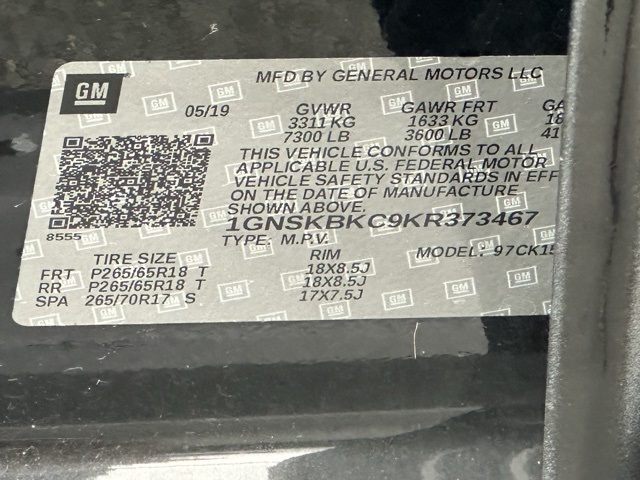 GM
MFD BY GENERAL MOTORS LLC
05/19 GVWR GAWR FRT
3311 KG 1633 KG
7300 LB 3600 LB
THIS VEHICLE CONFORMS TO ALL
APPLICABLE U.S. FEDERAL MOTOR
VEHICLE SAFETY STANDARDS IN EFF
ON THE DATE OF MANUFACTURE
SHOWN ABOVE.
1GNSKBKC9KR373467
8555 TYPE: M.P.V. MODEL: 97CK15
TIRE SIZE RIM
FRT P265/65R18 T 18X8.5J
RR P265/65R18 T 18X8.5J
SPA 265/70R17 S 17X7.5J